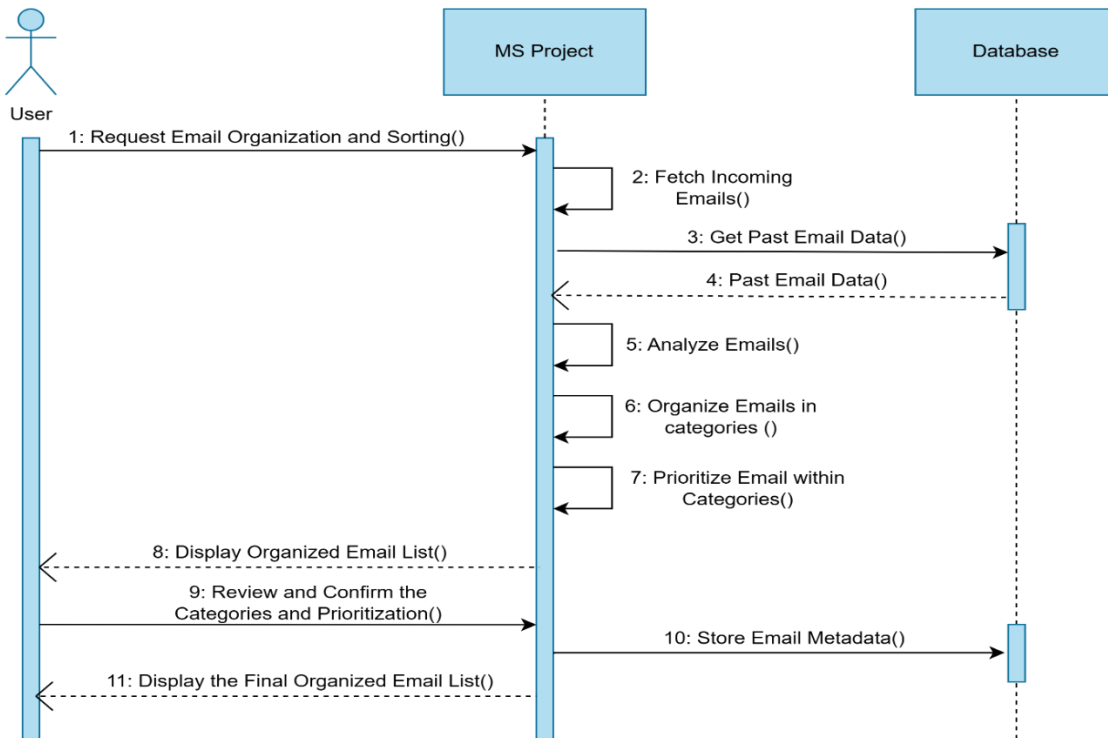 MS Project
Database
User
1: Request Email Organization and Sorting()
2: Fetch Incoming
Emails()
3: Get Past Email Data()
4: Past Email Data()
5: Analyze Emails()
6: Organize Emails in
categories ()
7: Prioritize Email within
Categories()
8: Display Organized Email List()
9: Review and Confirm the
Categories and Prioritization()
10: Store Email Metadata()
11: Display the Final Organized Email List()